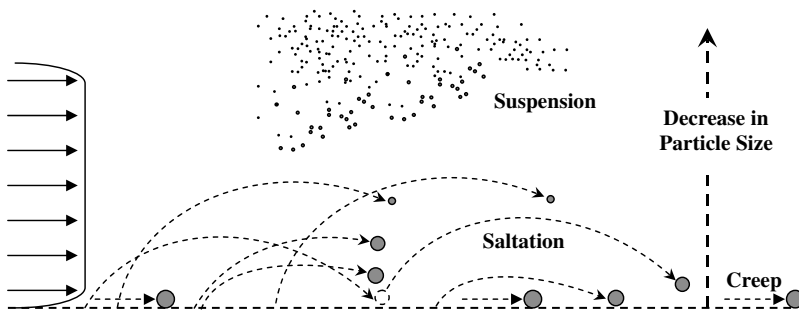 Suspension
Decrease in
Particle Size
Saltation
Creep